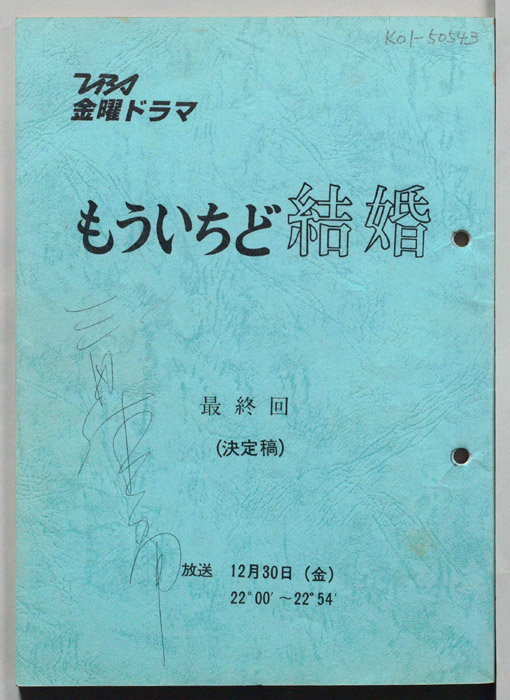 K01-50543
TBS
金曜ドラマ
もういちど結婚
最終回
(決定稿)
放送 12月30日(金)
22°00′~22°54′